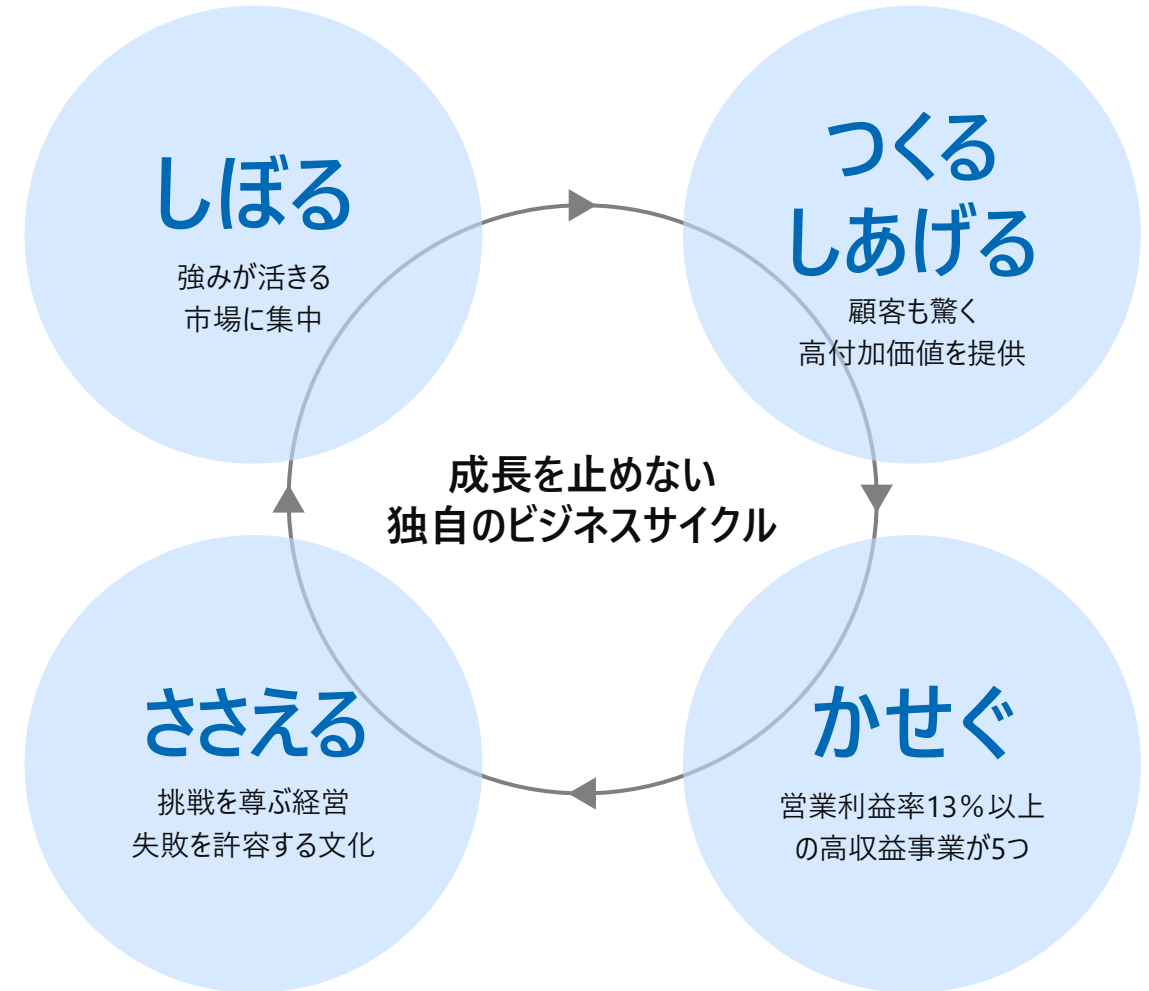 しぼる
強みが活きる
市場に集中
つくる
しあげる
顧客も驚く
高付加価値を提供
成長を止めない
独自のビジネスサイクル
ささえる
挑戦を尊ぶ経営
失敗を許容する文化
かせぐ
営業利益率13%以上
の高収益事業が5つ